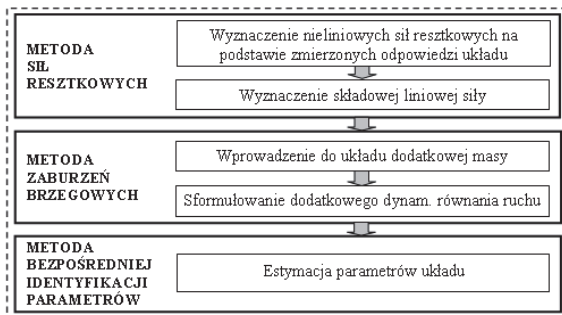 METODA
SIŁ
RESZTKOWYCH
Wyznaczenie nieliniowych sił resztkowych na
podstawie zmierzonych odpowiedzi układu
Wyznaczenie składowej liniowej siły
METODA
ZABURZEŃ
BRZEGOWYCH
Wprowadzenie do układu dodatkowej masy
Sformułowanie dodatkowego dynam. równania ruchu
METODA
BEZPOŚREDNIEJ
IDENTYFIKACJI
PARAMETRÓW
Estymacja parametrów układu